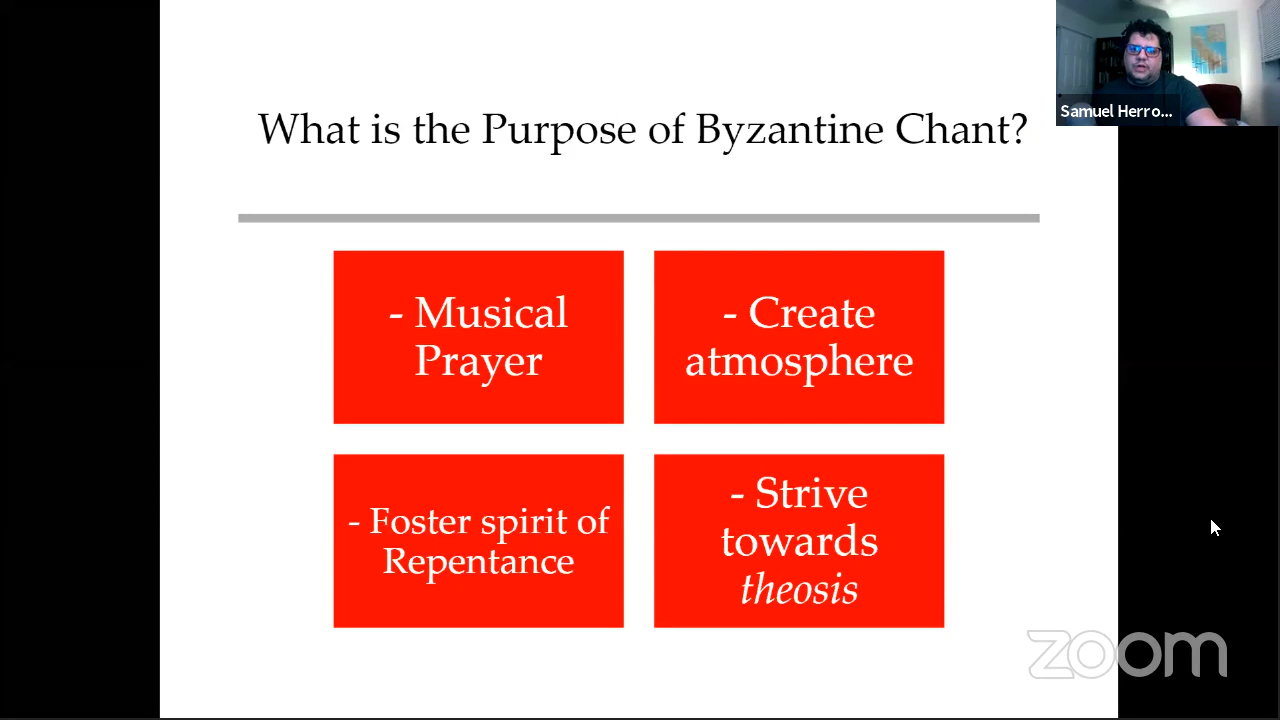 What is the Purpose of Byzantine Chant?
Samuel Herro...
- Musical
Prayer
- Create
atmosphere
- Foster spirit of
Repentance
- Strive
towards
theosis
zoom